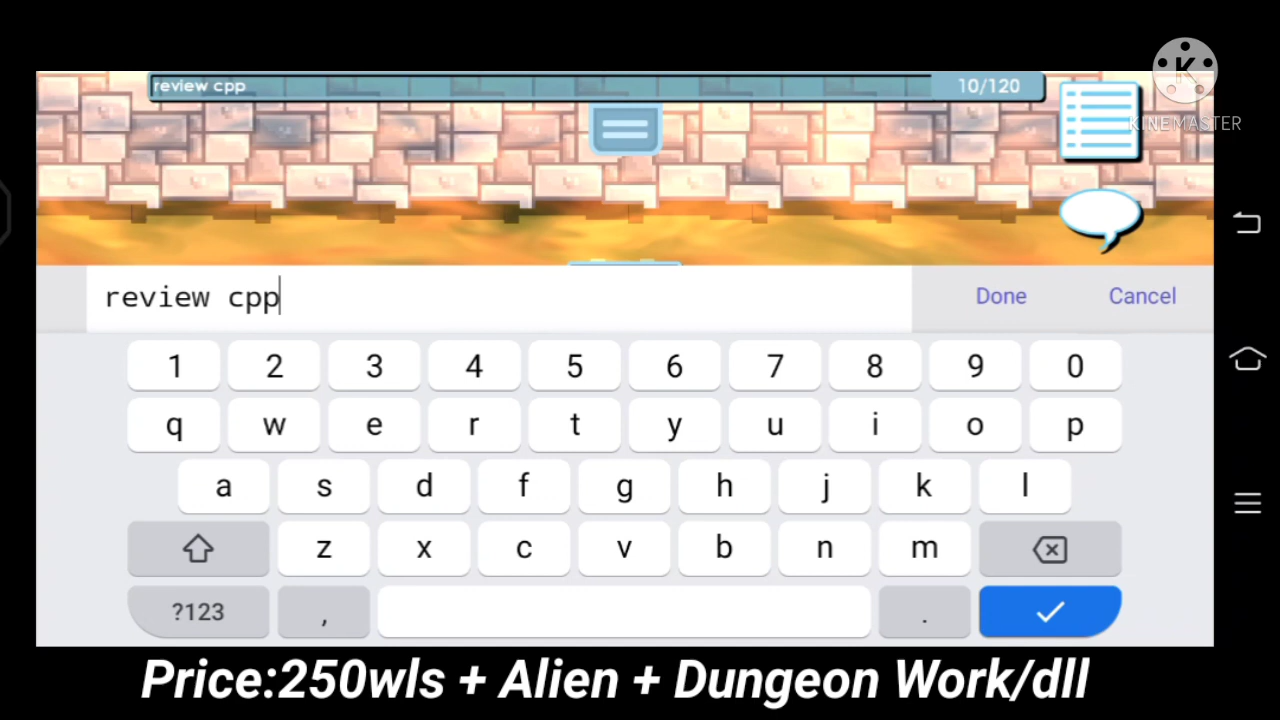 review cpp
10/120
K
KINEMASTER
review cpp
Done
Cancel
1 2 3 4 5 6 7 8 9 0
q w e r t y u i o p
a s d f g h j k l
z x c v b n m
?123 , .
Price:250wls + Alien + Dungeon Work/dll